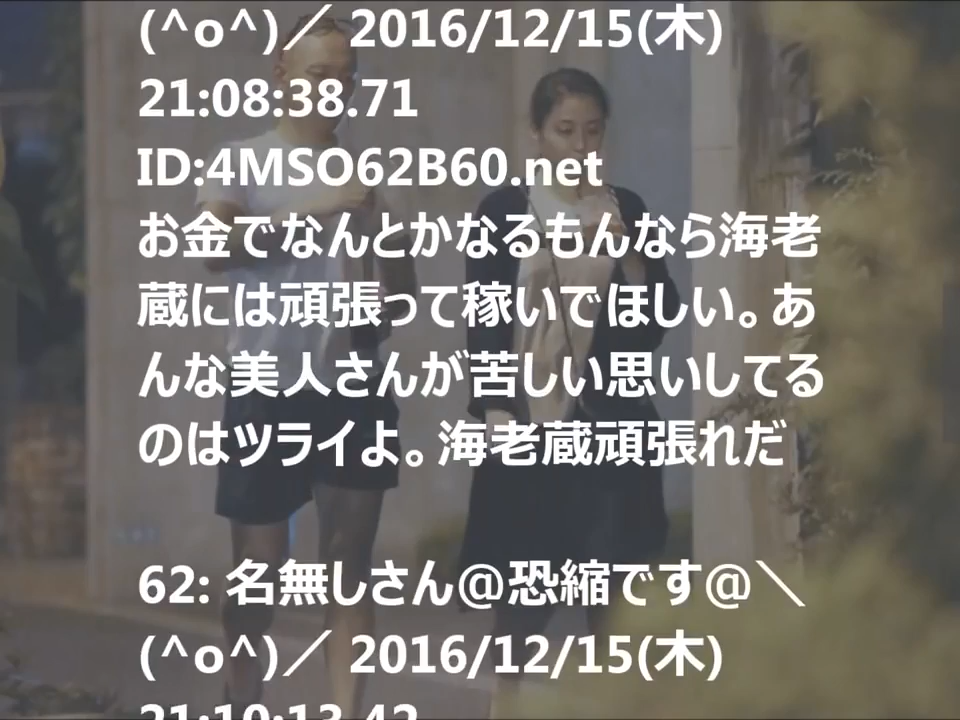 (^o^)／ 2016/12/15(木)
21:08:38.71
ID:4MSO62B60.net
お金でなんとかなるもんなら海老
蔵には頑張って稼いでほしい。あ
んな美人さんが苦しい思いしてる
のはツライよ。海老蔵頑張れだ
62: 名無しさん@恐縮です@＼
(^o^)／ 2016/12/15(木)
21:10:13.42